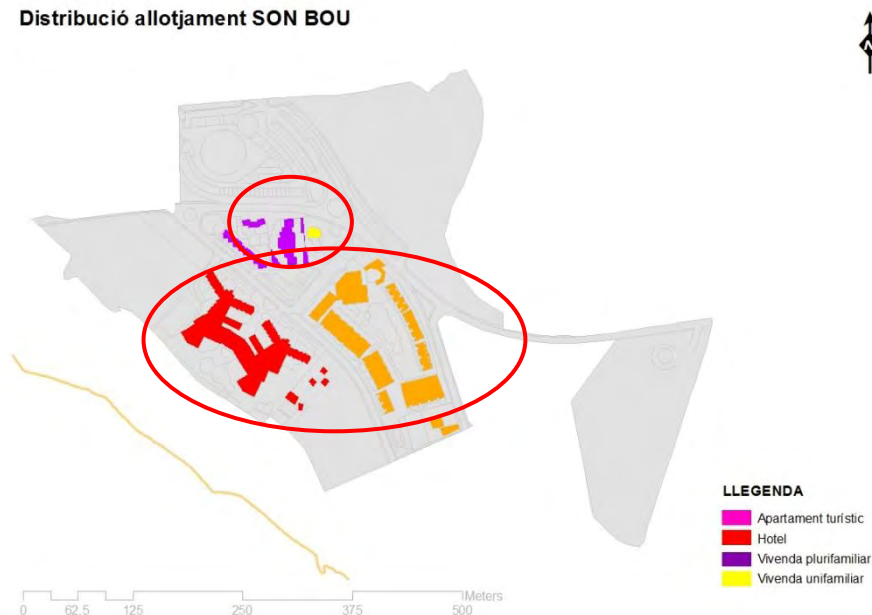 Distribució allotjament SON BOU
N
LLEGENDA
Apartament turístic
Hotel
Vivenda plurifamiliar
Vivenda unifamiliar
Meters
0 62.5 125 250 375 500